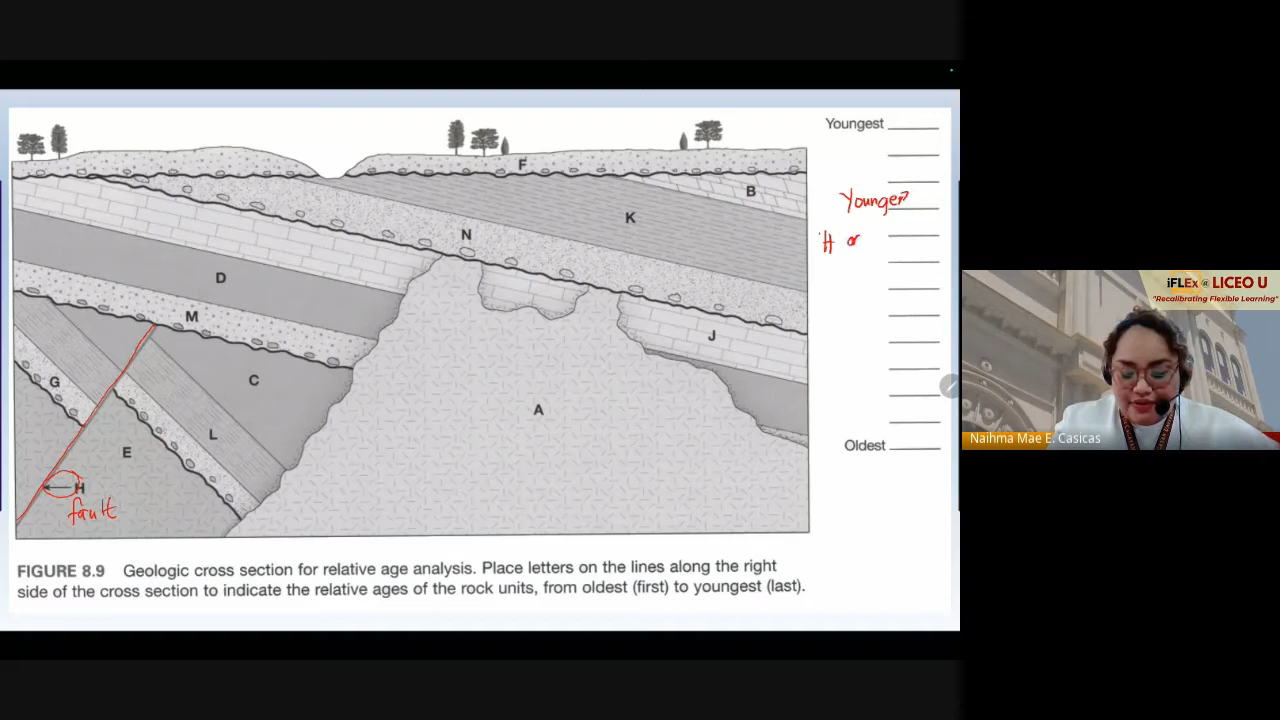 Youngest
F
B
Younger?
K
H or
N
D
M
J
G
C
A
L
E
H
fault
Oldest
FIGURE 8.9 Geologic cross section for relative age analysis. Place letters on the lines along the right
side of the cross section to indicate the relative ages of the rock units, from oldest (first) to youngest (last).
iFLEx @ LICEO U
"Recalibrating Flexible Learning"
Naihma Mae E. Casicas